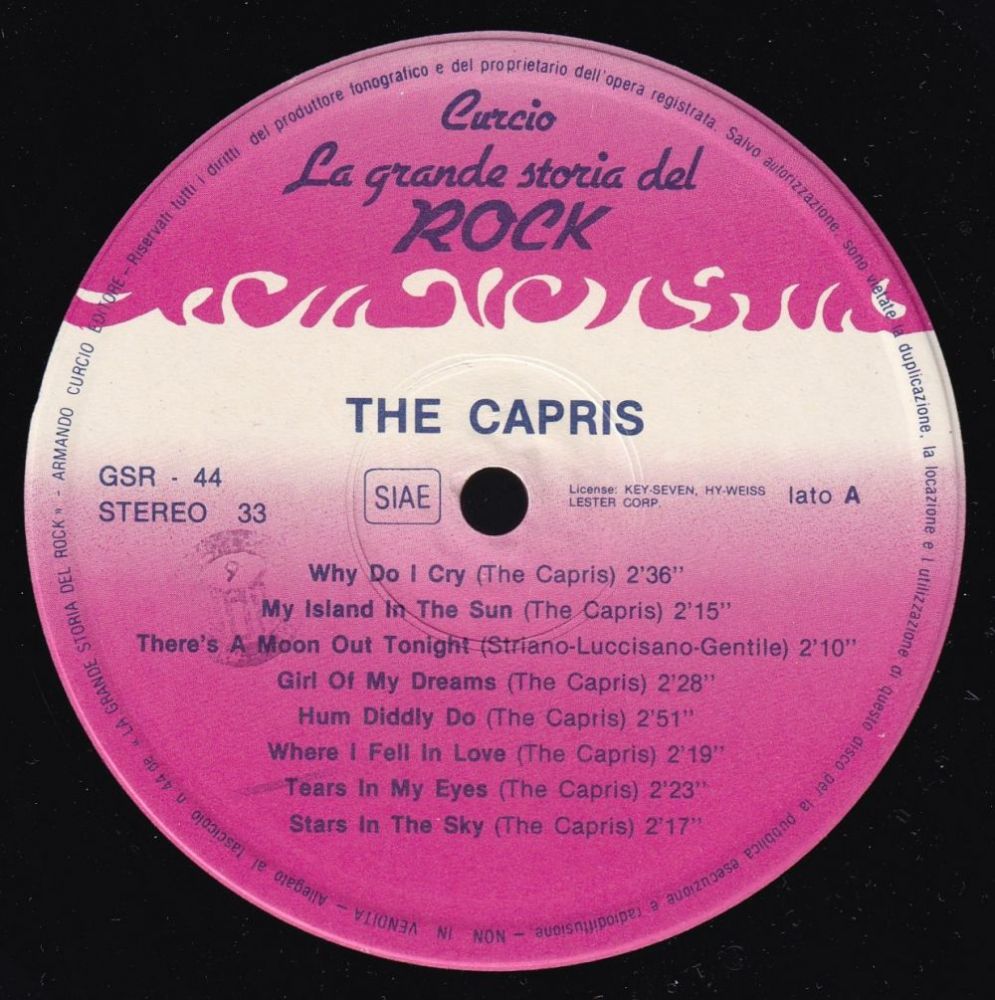 Curcio
La grande storia del
ROCK
THE CAPRIS
GSR - 44
STEREO 33
SIAE
License: KEY-SEVEN, HY-WEISS
LESTER CORP.
lato A
Why Do I Cry (The Capris) 2'36"
My Island In The Sun (The Capris) 2'15"
There's A Moon Out Tonight (Striano-Luccisano-Gentile) 2'10"
Girl Of My Dreams (The Capris) 2'28"
Hum Diddly Do (The Capris) 2'51"
Where I Fell In Love (The Capris) 2'19"
Tears In My Eyes (The Capris) 2'23"
Stars In The Sky (The Capris) 2'17"
Allegato al fascicolo n. 44 de « LA GRANDE STORIA DEL ROCK » - ARMANDO CURCIO EDITORE - Riservati tutti i diritti del produttore fonografico e del proprietario dell'opera registrata. Salvo autorizzazione, sono vietate la duplicazione, la locazione e l'utilizzazione di questo disco per la pubblica esecuzione e radiodiffusione - NON IN VENDITA -